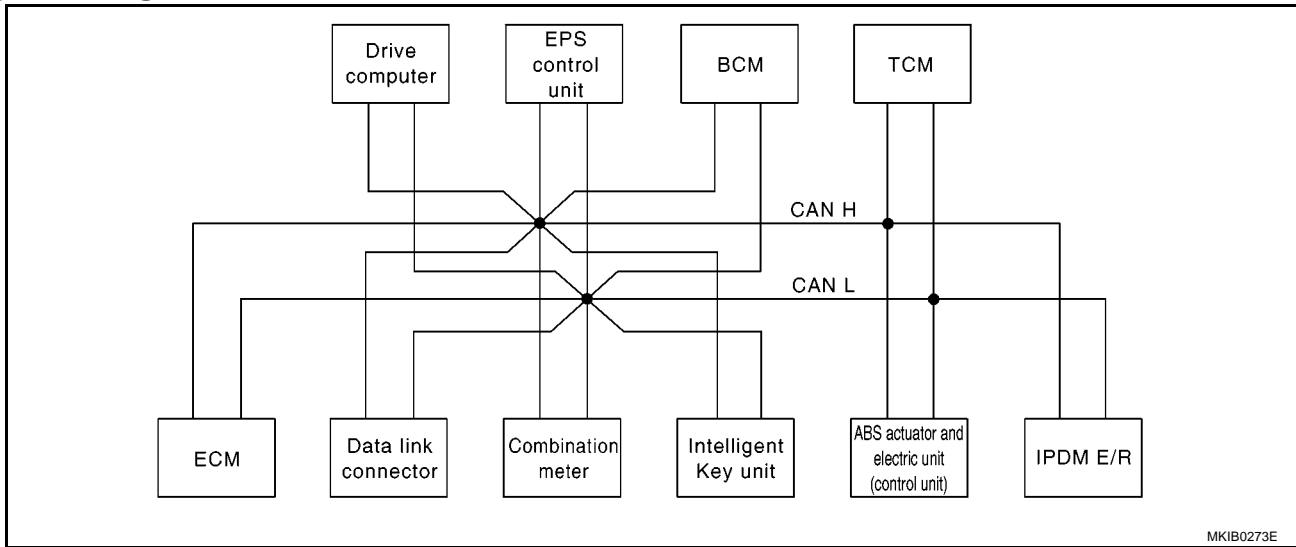 Drive
computer
EPS
control
unit
BCM
TCM
CAN H
CAN L
ECM
Data link
connector
Combination
meter
Intelligent
Key unit
ABS actuator and
electric unit
(control unit)
IPDM E/R
MKIB0273E